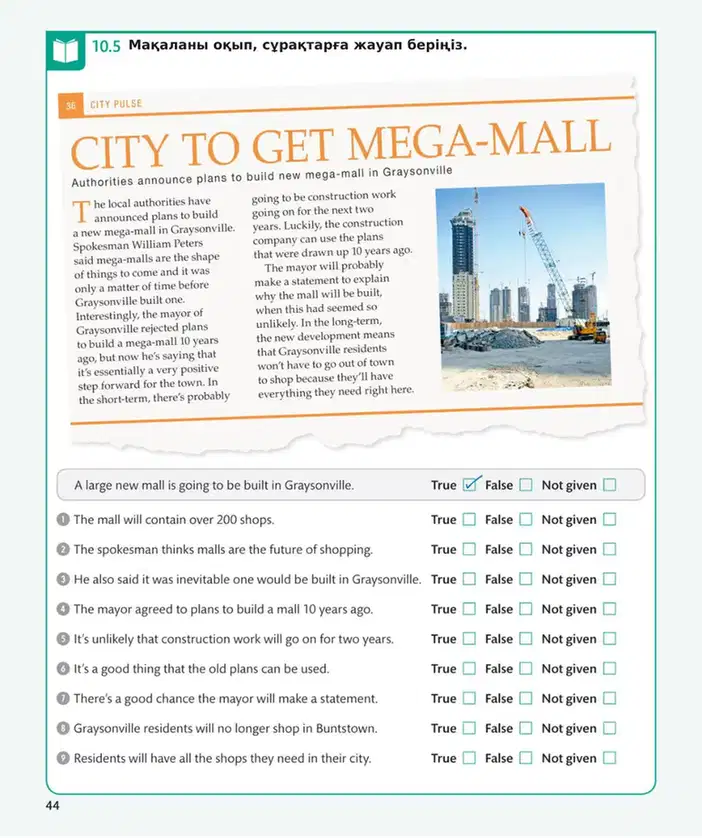 10.5 Мақаланы оқып, сұрақтарға жауап беріңіз.
36 CITY PULSE
CITY TO GET MEGA-MALL
Authorities announce plans to build new mega-mall in Graysonville
The local authorities have
announced plans to build
a new mega-mall in Graysonville.
Spokesman William Peters
said mega-malls are the shape
of things to come and it was
only a matter of time before
Graysonville built one.
Interestingly, the mayor of
Graysonville rejected plans
to build a mega-mall 10 years
ago, but now he's saying that
it's essentially a very positive
step forward for the town. In
the short-term, there's probably
going to be construction work
going on for the next two
years. Luckily, the construction
company can use the plans
that were drawn up 10 years ago.
The mayor will probably
make a statement to explain
why the mall will be built,
when this had seemed so
unlikely. In the long-term,
the new development means
that Graysonville residents
won't have to go out of town
to shop because they'll have
everything they need right here.
A large new mall is going to be built in Graysonville. True False Not given
1 The mall will contain over 200 shops. True False Not given
2 The spokesman thinks malls are the future of shopping. True False Not given
3 He also said it was inevitable one would be built in Graysonville. True False Not given
4 The mayor agreed to plans to build a mall 10 years ago. True False Not given
5 It's unlikely that construction work will go on for two years. True False Not given
6 It's a good thing that the old plans can be used. True False Not given
7 There's a good chance the mayor will make a statement. True False Not given
8 Graysonville residents will no longer shop in Buntstown. True False Not given
9 Residents will have all the shops they need in their city. True False Not given
44